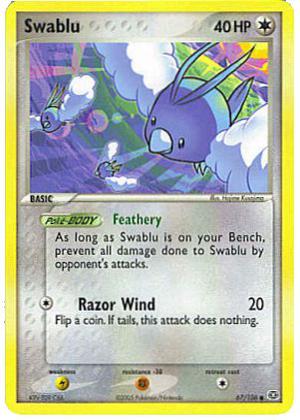 Swablu 40 HP
BASIC Illus. Hajime Kusajima
Poké-BODY Feathery
As long as Swablu is on your Bench,
prevent all damage done to Swablu by
opponent's attacks.
Razor Wind 20
Flip a coin. If tails, this attack does nothing.
weakness resistance -30 retreat cost
©2005 Pokémon/Nintendo